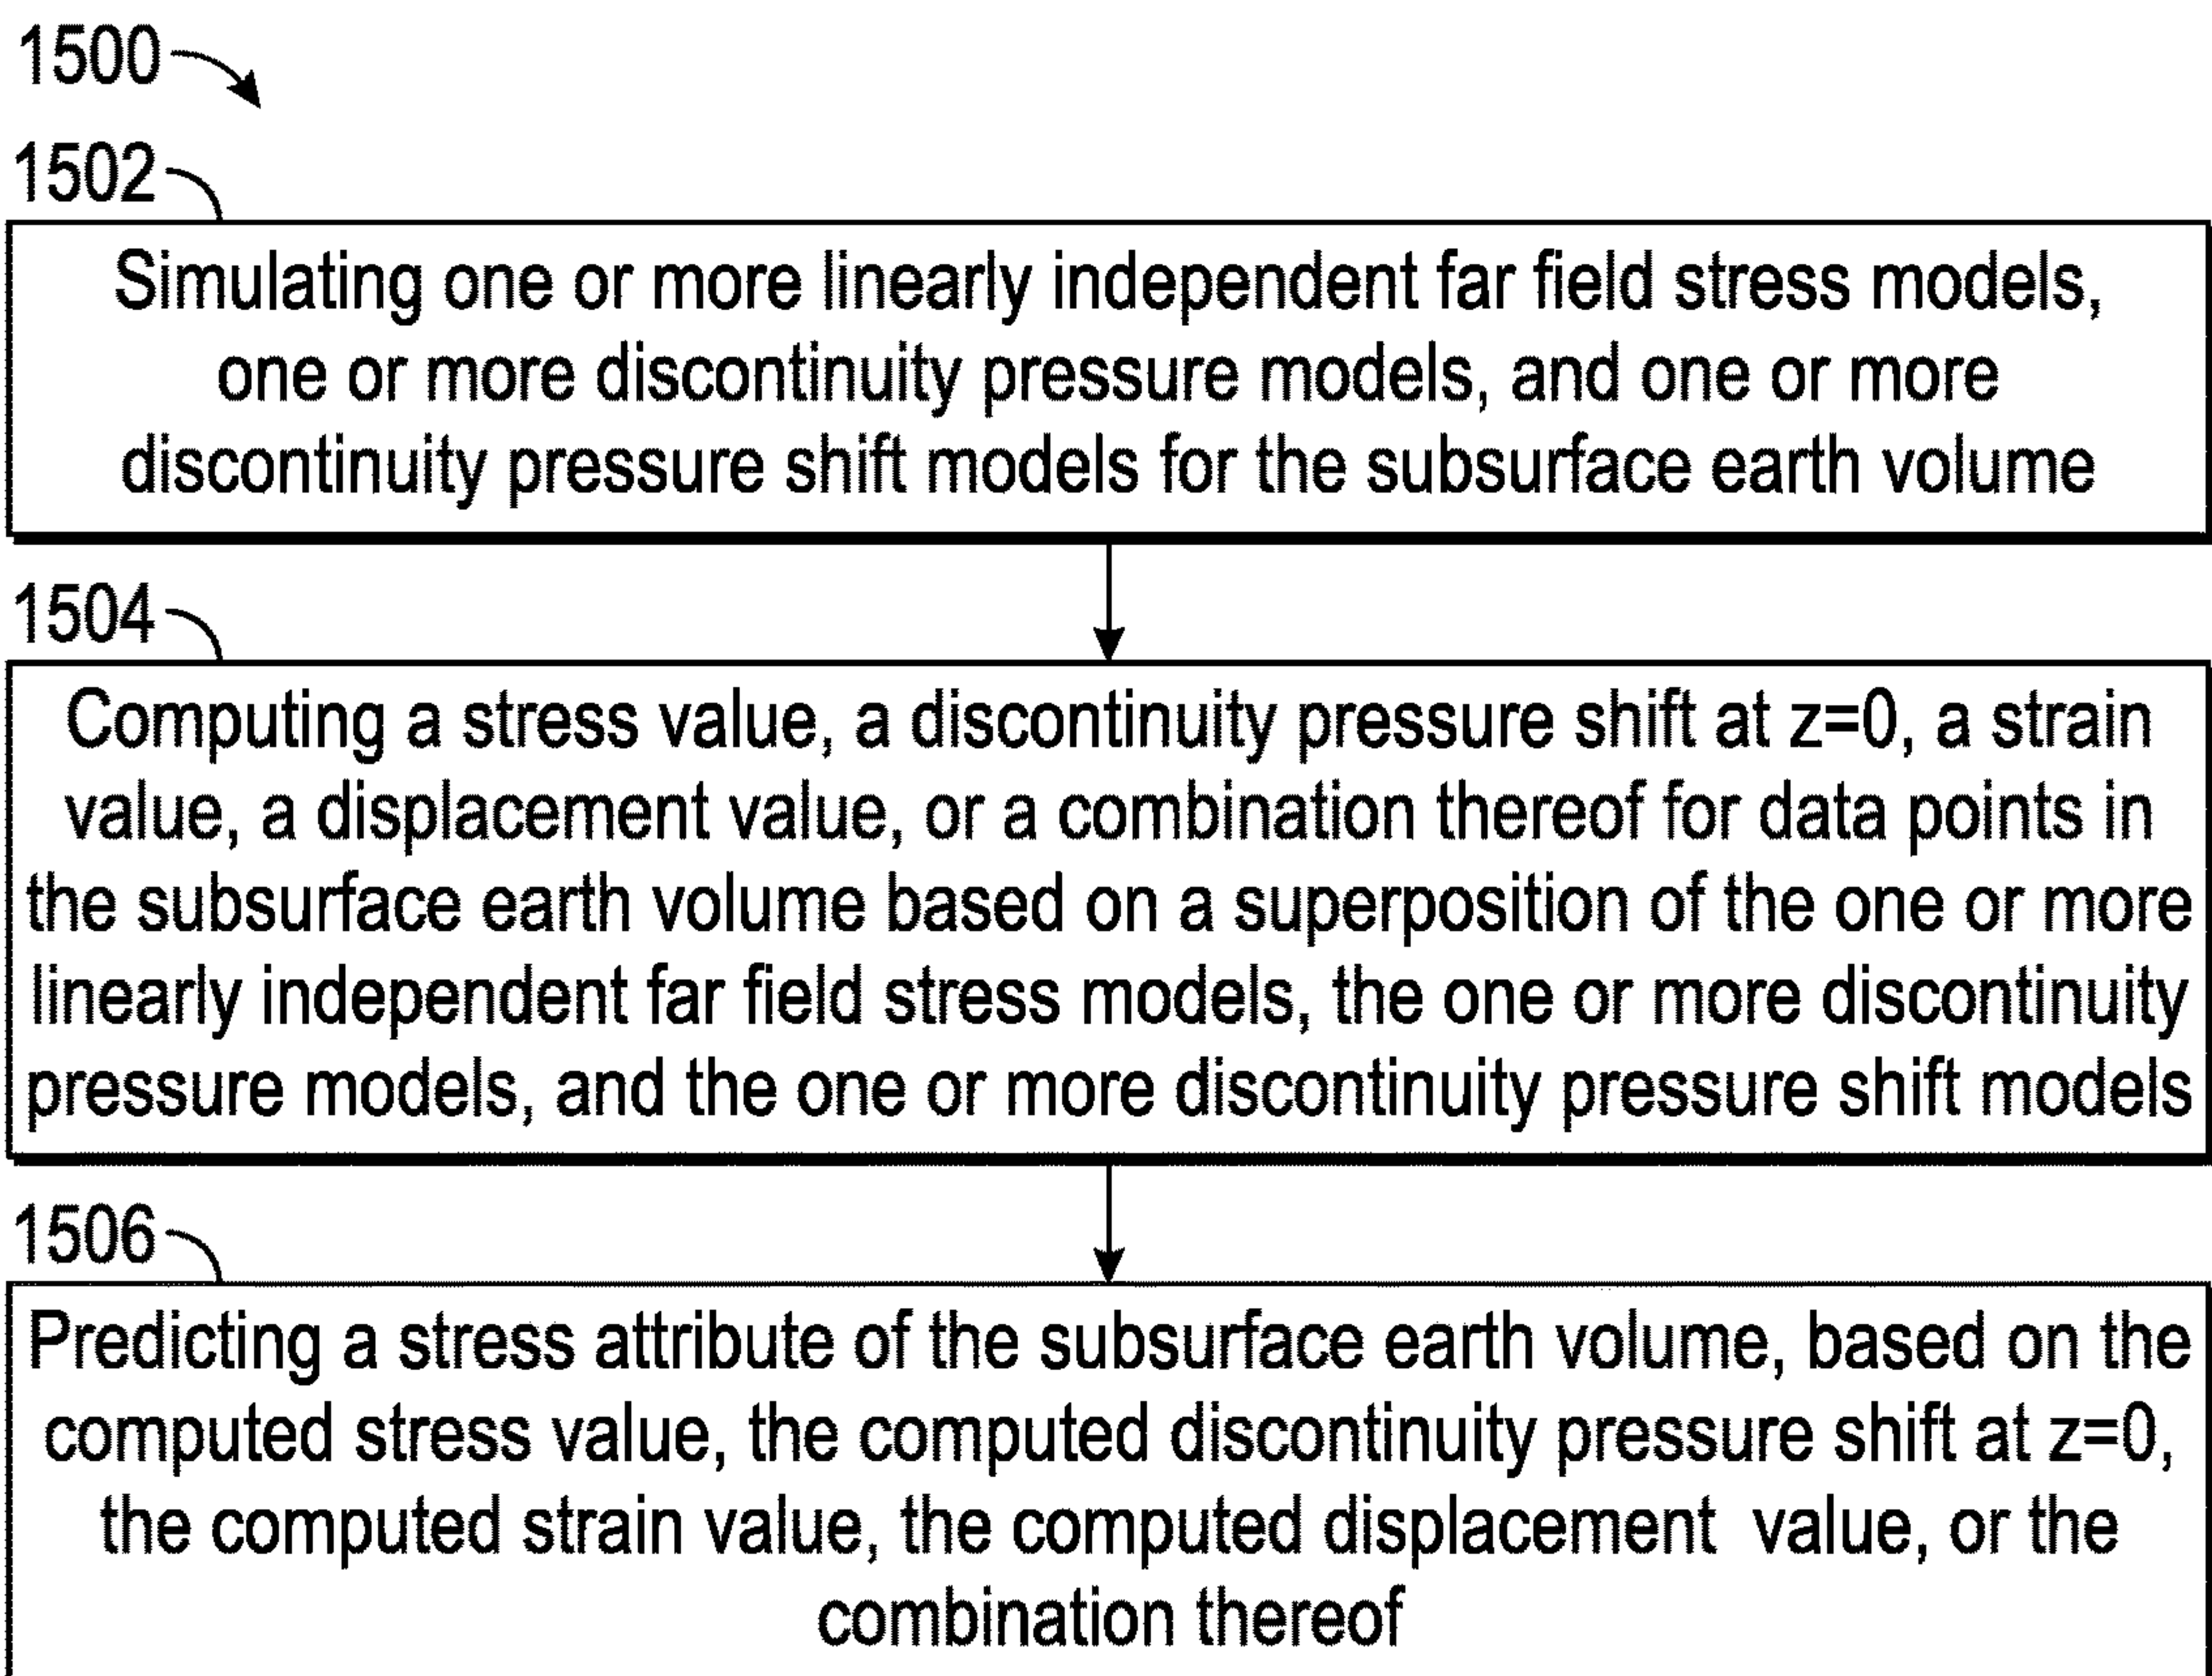 1500
1502
Simulating one or more linearly independent far field stress models,
one or more discontinuity pressure models, and one or more
discontinuity pressure shift models for the subsurface earth volume
1504
Computing a stress value, a discontinuity pressure shift at z=0, a strain
value, a displacement value, or a combination thereof for data points in
the subsurface earth volume based on a superposition of the one or more
linearly independent far field stress models, the one or more discontinuity
pressure models, and the one or more discontinuity pressure shift models
1506
Predicting a stress attribute of the subsurface earth volume, based on the
computed stress value, the computed discontinuity pressure shift at z=0,
the computed strain value, the computed displacement value, or the
combination thereof